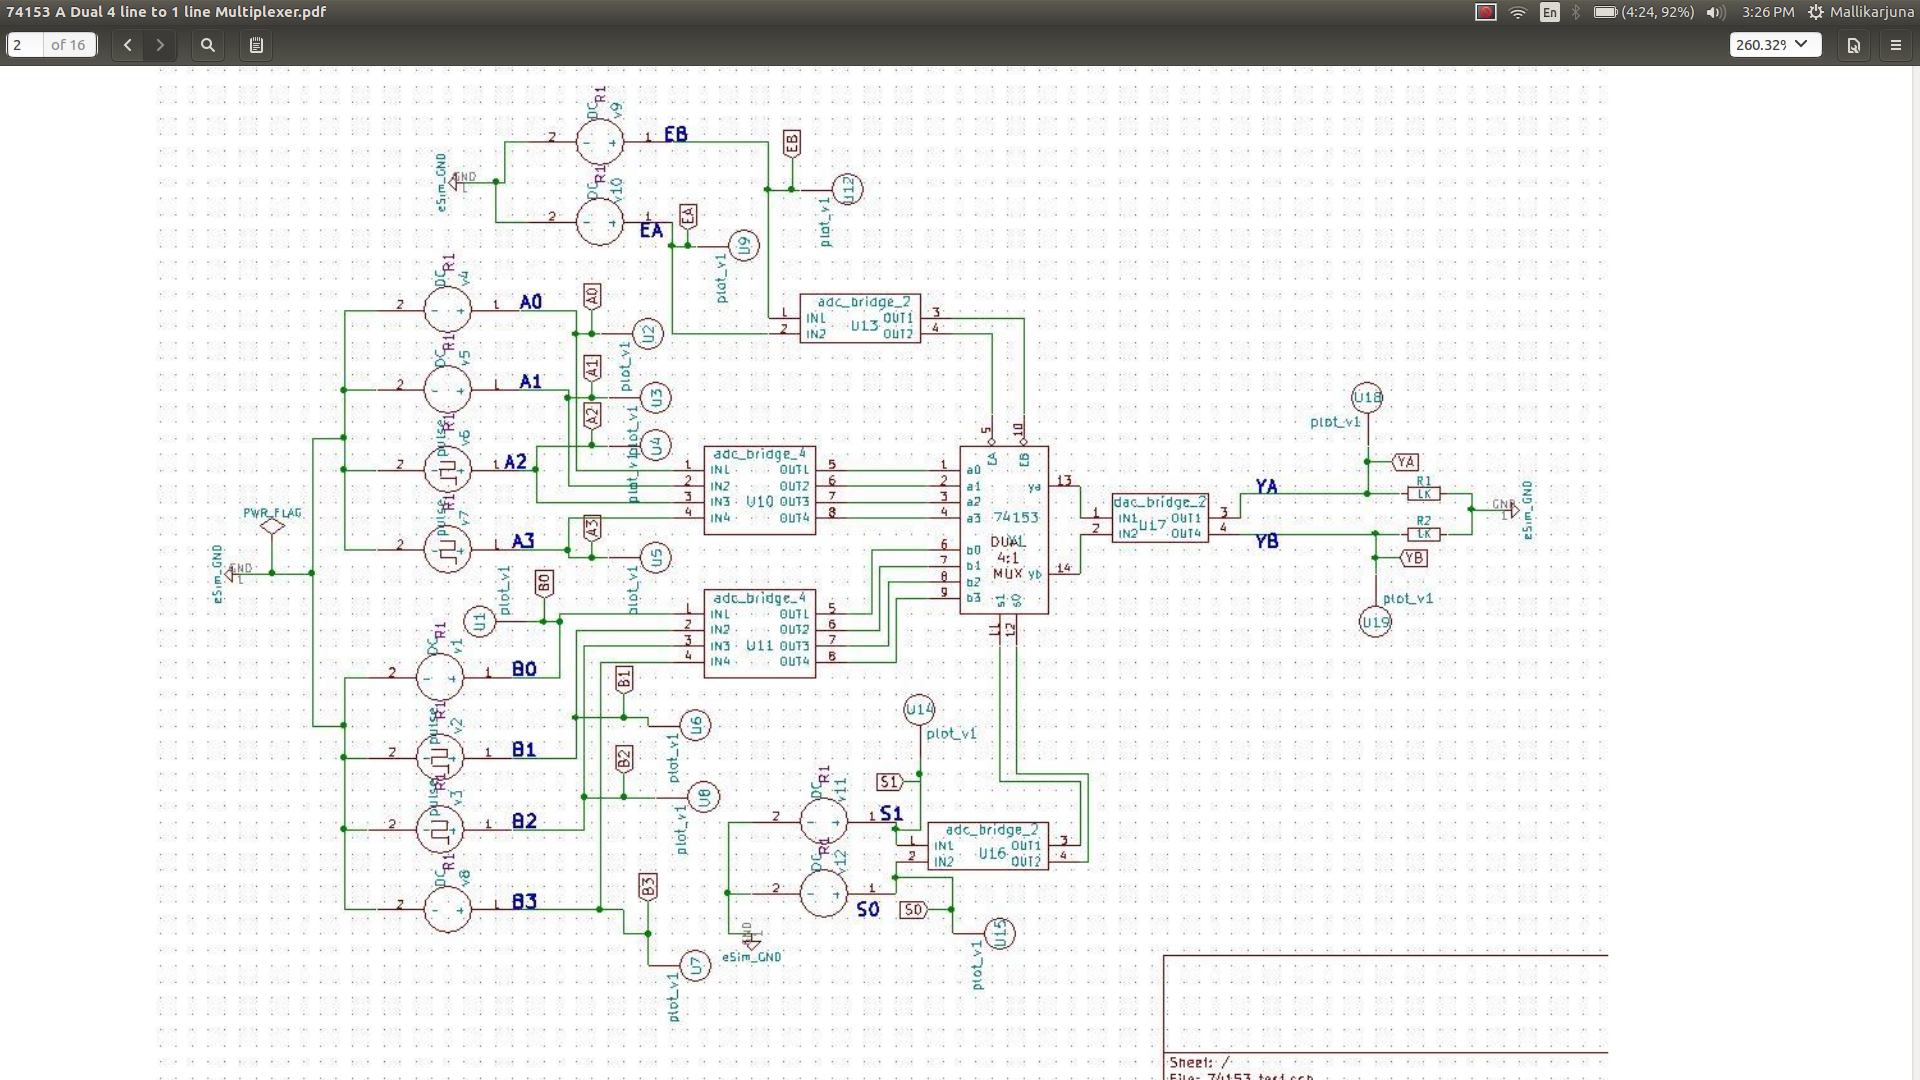 74153 A Dual 4 line to 1 line Multiplexer.pdf
En
(4:24, 92%)
3:26 PM
Mallikarjuna
2
of 16
260.32%
DC
R1
v9
2
1
EB
EB
U12
plot_v1
GND
1
eSim_GND
DC
R1
v10
2
1
EA
EA
U9
plot_v1
DC
R1
v4
2
1
A0
A0
U2
plot_v1
adc_bridge_2
1
IN1
OUT1
3
2
IN2
OUT2
4
U13
DC
R1
v5
2
1
A1
A1
U3
plot_v1
A2
U4
plot_v1
pulse
R1
v6
2
1
A2
adc_bridge_4
1
IN1
OUT1
5
2
IN2
OUT2
6
3
IN3
U10
OUT3
7
4
IN4
OUT4
8
5
10
EA
EB
1
a0
2
a1
3
a2
4
a3
6
b0
7
b1
8
b2
9
b3
74153
DUAL
4:1
MUX
ya
13
yb
14
s1
s0
11
12
dac_bridge_2
1
IN1
OUT1
3
2
IN2
OUT4
4
U17
YA
YB
U18
plot_v1
YA
R1
1K
R2
1K
GND
1
eSim_GND
YB
plot_v1
U19
pulse
R1
v7
2
1
A3
A3
U5
plot_v1
PWR_FLAG
GND
1
eSim_GND
B0
U1
plot_v1
adc_bridge_4
1
IN1
OUT1
5
2
IN2
OUT2
6
3
IN3
U11
OUT3
7
4
IN4
OUT4
8
DC
R1
v1
2
1
B0
B1
U6
plot_v1
pulse
R1
v2
2
1
B1
B2
U8
plot_v1
pulse
R1
v3
2
1
B2
DC
R1
v8
2
1
B3
B3
U7
plot_v1
U14
plot_v1
S1
DC
R1
v11
2
1
S1
adc_bridge_2
1
IN1
OUT1
3
2
IN2
OUT2
4
U16
DC
R1
v12
2
1
S0
S0
U15
plot_v1
GND
1
eSim_GND
Sheet: /
File: 74153_test.sch